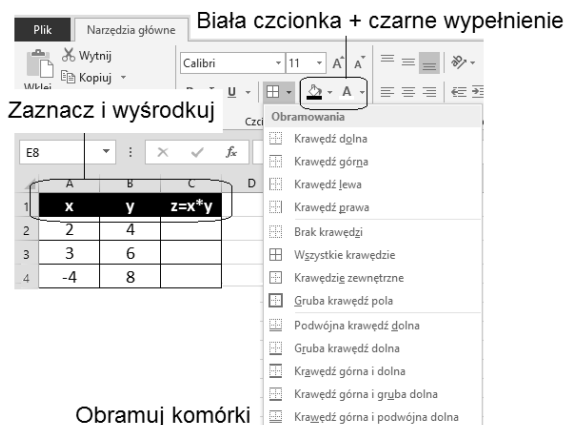 Biała czcionka + czarne wypełnienie
Plik Narzędzia główne
Wytnij
Kopiuj
Calibri 11 A A
U A
Zaznacz i wyśrodkuj
Obramowania
Krawędź dolna
Krawędź górna
Krawędź lewa
Krawędź prawa
Brak krawędzi
Wszystkie krawędzie
Krawędzie zewnętrzne
Gruba krawędź pola
Podwójna krawędź dolna
Gruba krawędź dolna
Krawędź górna i dolna
Krawędź górna i gruba dolna
Krawędź górna i podwójna dolna
E8 fx
A B C D
1 x y z=x*y
2 2 4
3 3 6
4 -4 8
Obramuj komórki